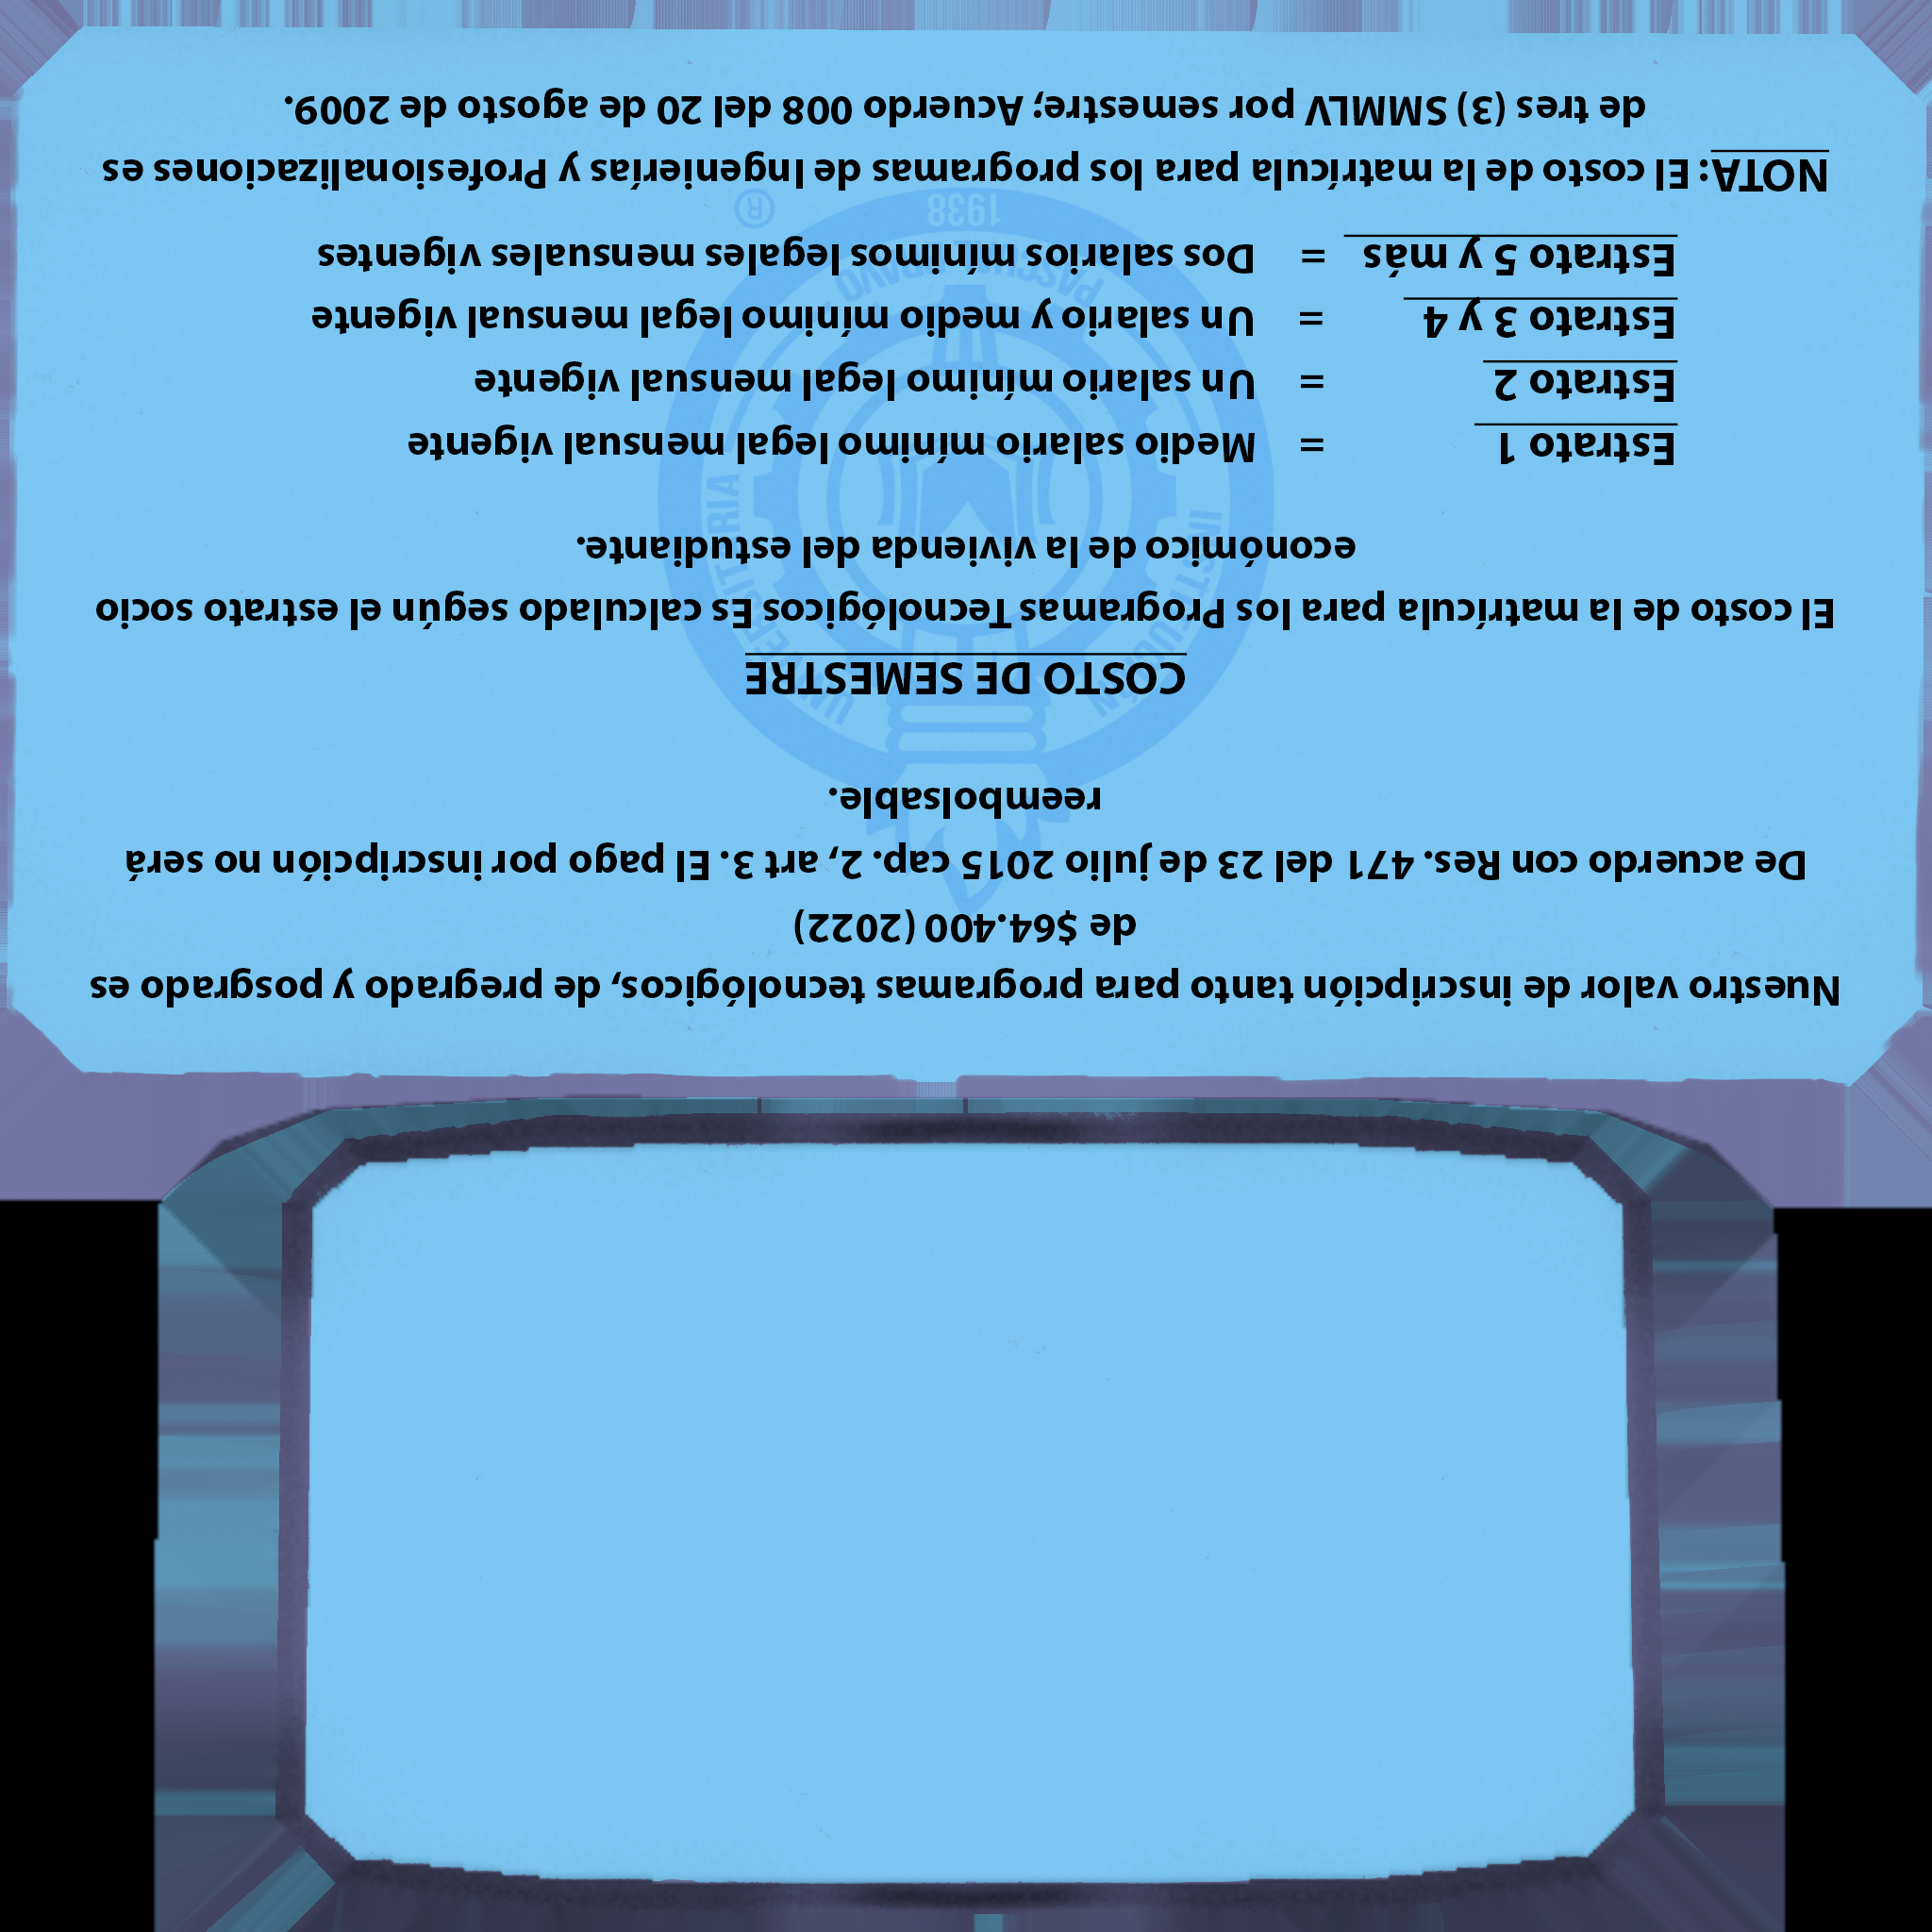 Nuestro valor de inscripción tanto para programas tecnológicos, de pregrado y posgrado es
de $64.400 (2022)
De acuerdo con Res. 471 del 23 de julio 2015 cap. 2, art 3. El pago por inscripción no será
reembolsable.
COSTO DE SEMESTRE
El costo de la matrícula para los Programas Tecnológicos Es calculado según el estrato socio
económico de la vivienda del estudiante.
Estrato 1 = Medio salario mínimo legal mensual vigente
Estrato 2 = Un salario mínimo legal mensual vigente
Estrato 3 y 4 = Un salario y medio mínimo legal mensual vigente
Estrato 5 y más = Dos salarios mínimos legales mensuales vigentes
NOTA: El costo de la matrícula para los programas de Ingenierías y Profesionalizaciones es
de tres (3) SMMLV por semestre; Acuerdo 008 del 20 de agosto de 2009.
INSTITUCIÓN UNIVERSITARIA
PASCUAL BRAVO
1938
®